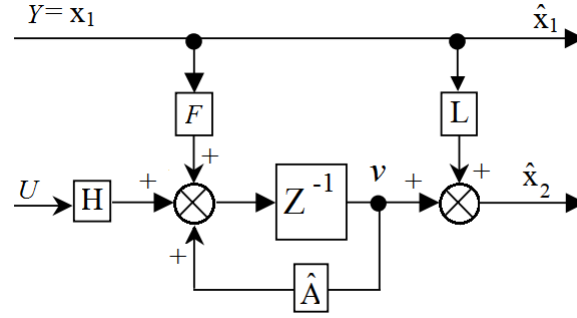 Y = x₁ x̂₁
F L
+ +
U H + Z⁻¹ v + x̂₂
+ Â